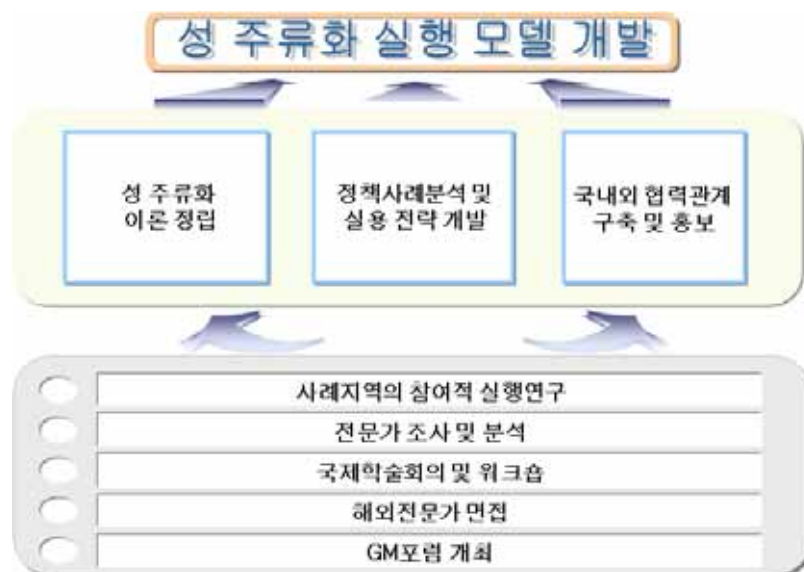 성 주류화 실행 모델 개발
성 주류화
이론 정립
정책사례분석 및
실용 전략 개발
국내외 협력관계
구축 및 홍보
사례지역의 참여적 실행연구
전문가 조사 및 분석
국제학술회의 및 워크숍
해외전문가 면접
GM포럼 개최